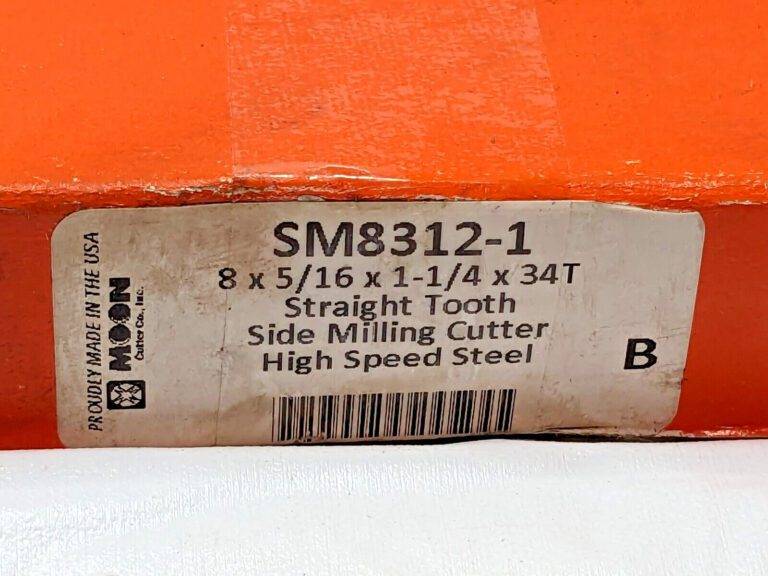 SM8312-1
8 x 5/16 x 1-1/4 x 34T
Straight Tooth
Side Milling Cutter
High Speed Steel
B
PROUDLY MADE IN THE USA
MOON
Cutter Co., Inc.